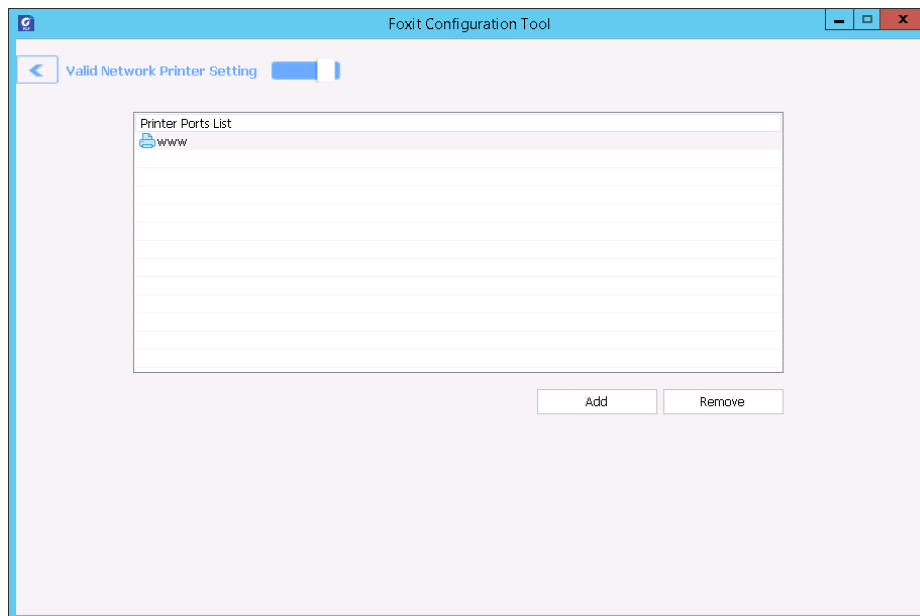 Foxit Configuration Tool
Valid Network Printer Setting
Printer Ports List
www
Add Remove